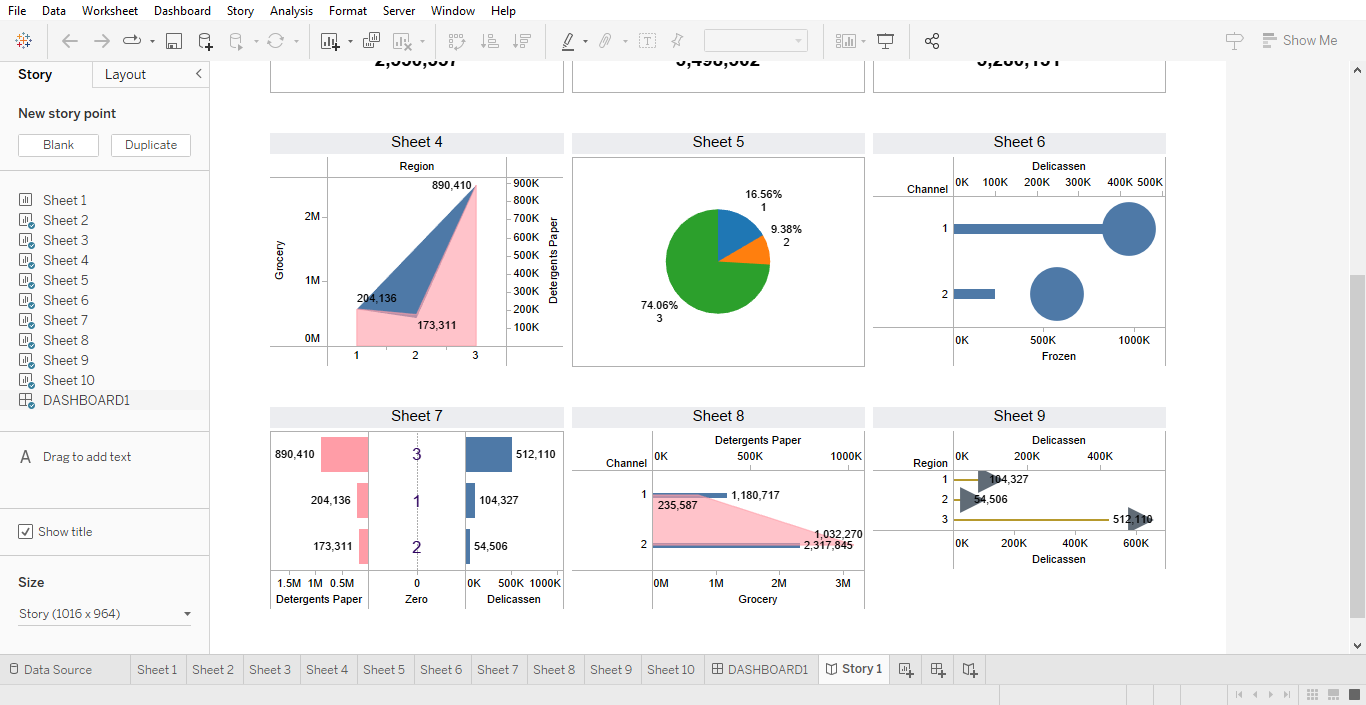 File Data Worksheet Dashboard Story Analysis Format Server Window Help
Show Me
Story Layout
New story point
Blank Duplicate
Sheet 1
Sheet 2
Sheet 3
Sheet 4
Sheet 5
Sheet 6
Sheet 7
Sheet 8
Sheet 9
Sheet 10
DASHBOARD1
A Drag to add text
Show title
Size
Story (1016 x 964)
Sheet 4
Region
890,410
204,136
173,311
2M
1M
0M
Grocery
900K
800K
700K
600K
500K
400K
300K
200K
100K
Detergents Paper
1 2 3
Sheet 5
16.56%
1
9.38%
2
74.06%
3
Sheet 6
Delicassen
Channel 0K 100K 200K 300K 400K 500K
1
2
0K 500K 1000K
Frozen
Sheet 7
890,410 3 512,110
204,136 1 104,327
173,311 2 54,506
1.5M 1M 0.5M 0 0K 500K 1000K
Detergents Paper Zero Delicassen
Sheet 8
Detergents Paper
Channel 0K 500K 1000K
1 1,180,717
235,587
1,032,270
2 2,317,845
0M 1M 2M 3M
Grocery
Sheet 9
Delicassen
Region 0K 200K 400K
1 104,327
2 54,506
3 512,110
0K 200K 400K 600K
Delicassen
Data Source Sheet 1 Sheet 2 Sheet 3 Sheet 4 Sheet 5 Sheet 6 Sheet 7 Sheet 8 Sheet 9 Sheet 10 DASHBOARD1 Story 1